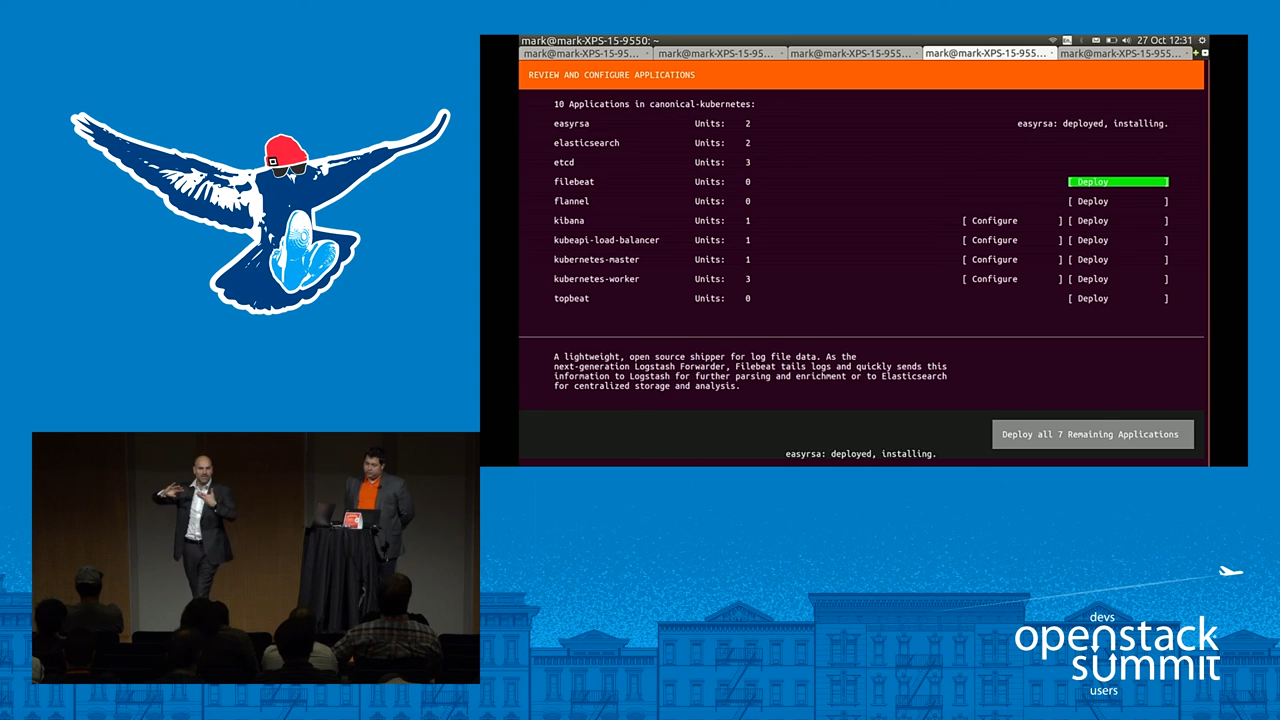 mark@mark-XPS-15-9550: ~
27 Oct 12:31
mark@mark-XPS-15-9550:... mark@mark-XPS-15-955... mark@mark-XPS-15-955... mark@mark-XPS-15-955... mark@mark-XPS-15-955...
REVIEW AND CONFIGURE APPLICATIONS
10 Applications in canonical-kubernetes:
easyrsa Units: 2 easyrsa: deployed, installing.
elasticsearch Units: 2
etcd Units: 3
filebeat Units: 0 [ Deploy ]
flannel Units: 0 [ Deploy ]
kibana Units: 1 [ Configure ] [ Deploy ]
kubeapi-load-balancer Units: 1 [ Configure ] [ Deploy ]
kubernetes-master Units: 1 [ Configure ] [ Deploy ]
kubernetes-worker Units: 3 [ Configure ] [ Deploy ]
topbeat Units: 0 [ Deploy ]
A lightweight, open source shipper for log file data. As the
next-generation Logstash Forwarder, Filebeat tails logs and quickly sends this
information to Logstash for further parsing and enrichment or to Elasticsearch
for centralized storage and analysis.
Deploy all 7 Remaining Applications
easyrsa: deployed, installing.
devs
openstack
summit
users